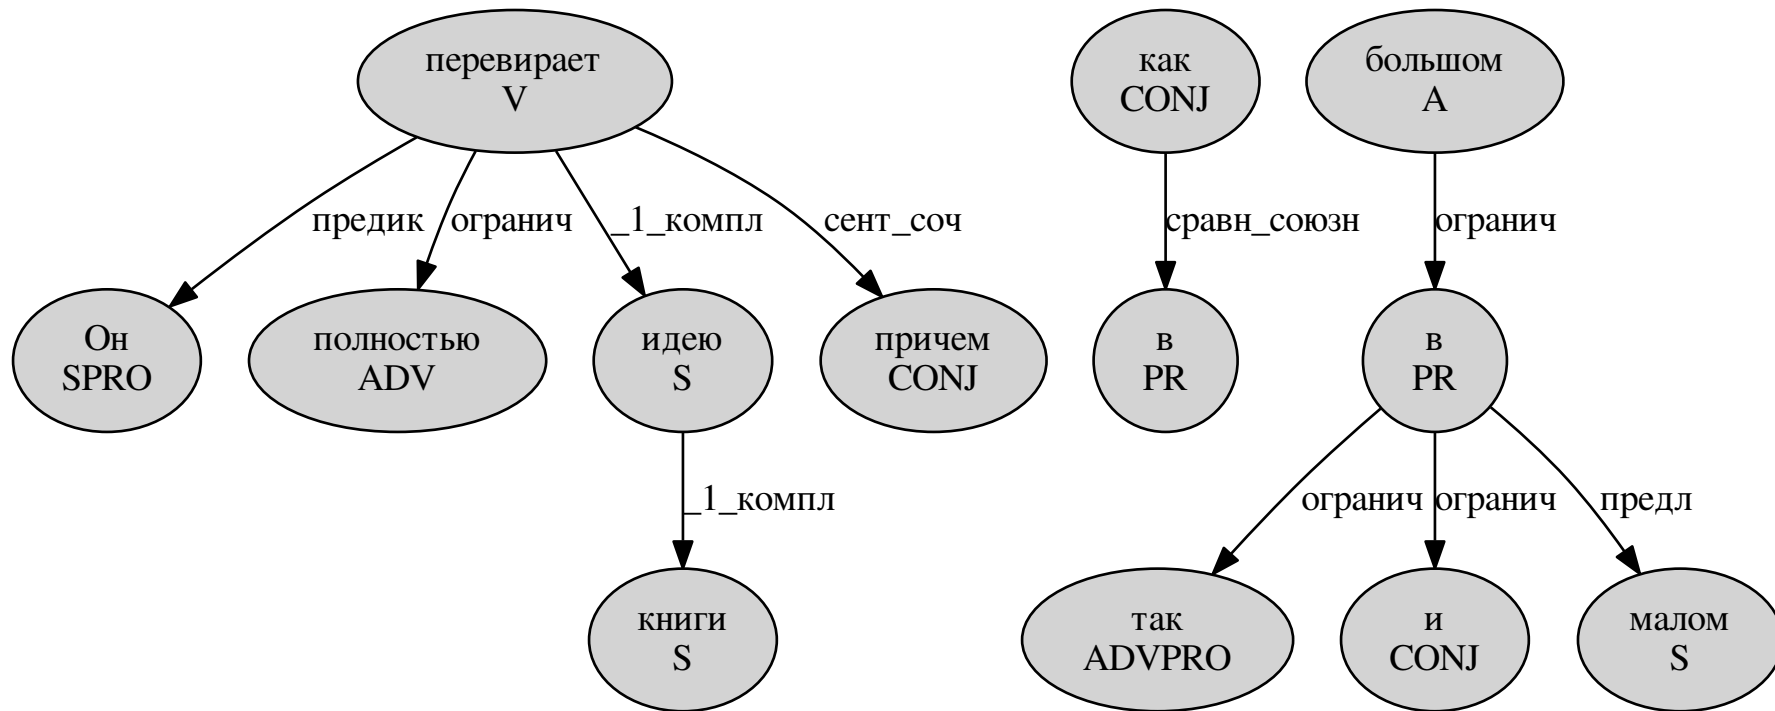 перевирает
V
как
CONJ
большом
A
предик
огранич
_1_компл
сент_соч
сравн_союзн
огранич
Он
SPRO
полностью
ADV
идею
S
причем
CONJ
в
PR
в
PR
_1_компл
огранич
огранич
предл
книги
S
так
ADVPRO
и
CONJ
малом
S